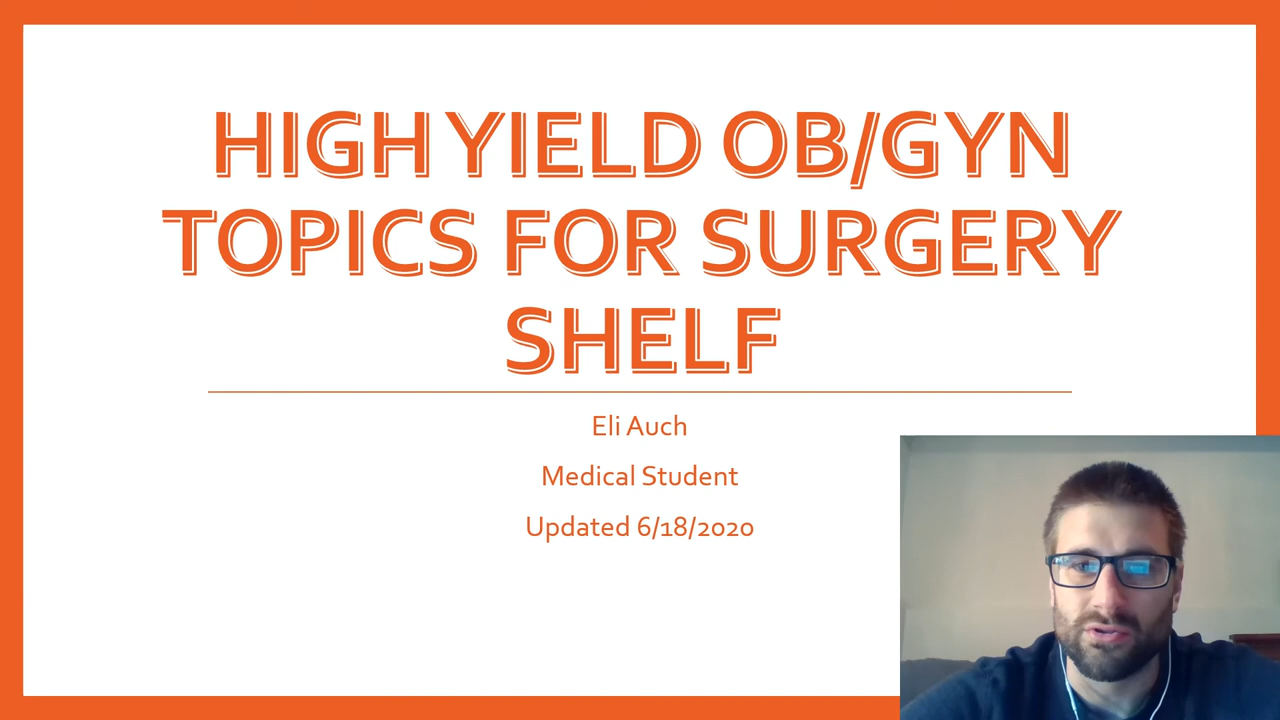 HIGH YIELD OB/GYN
TOPICS FOR SURGERY
SHELF
Eli Auch
Medical Student
Updated 6/18/2020